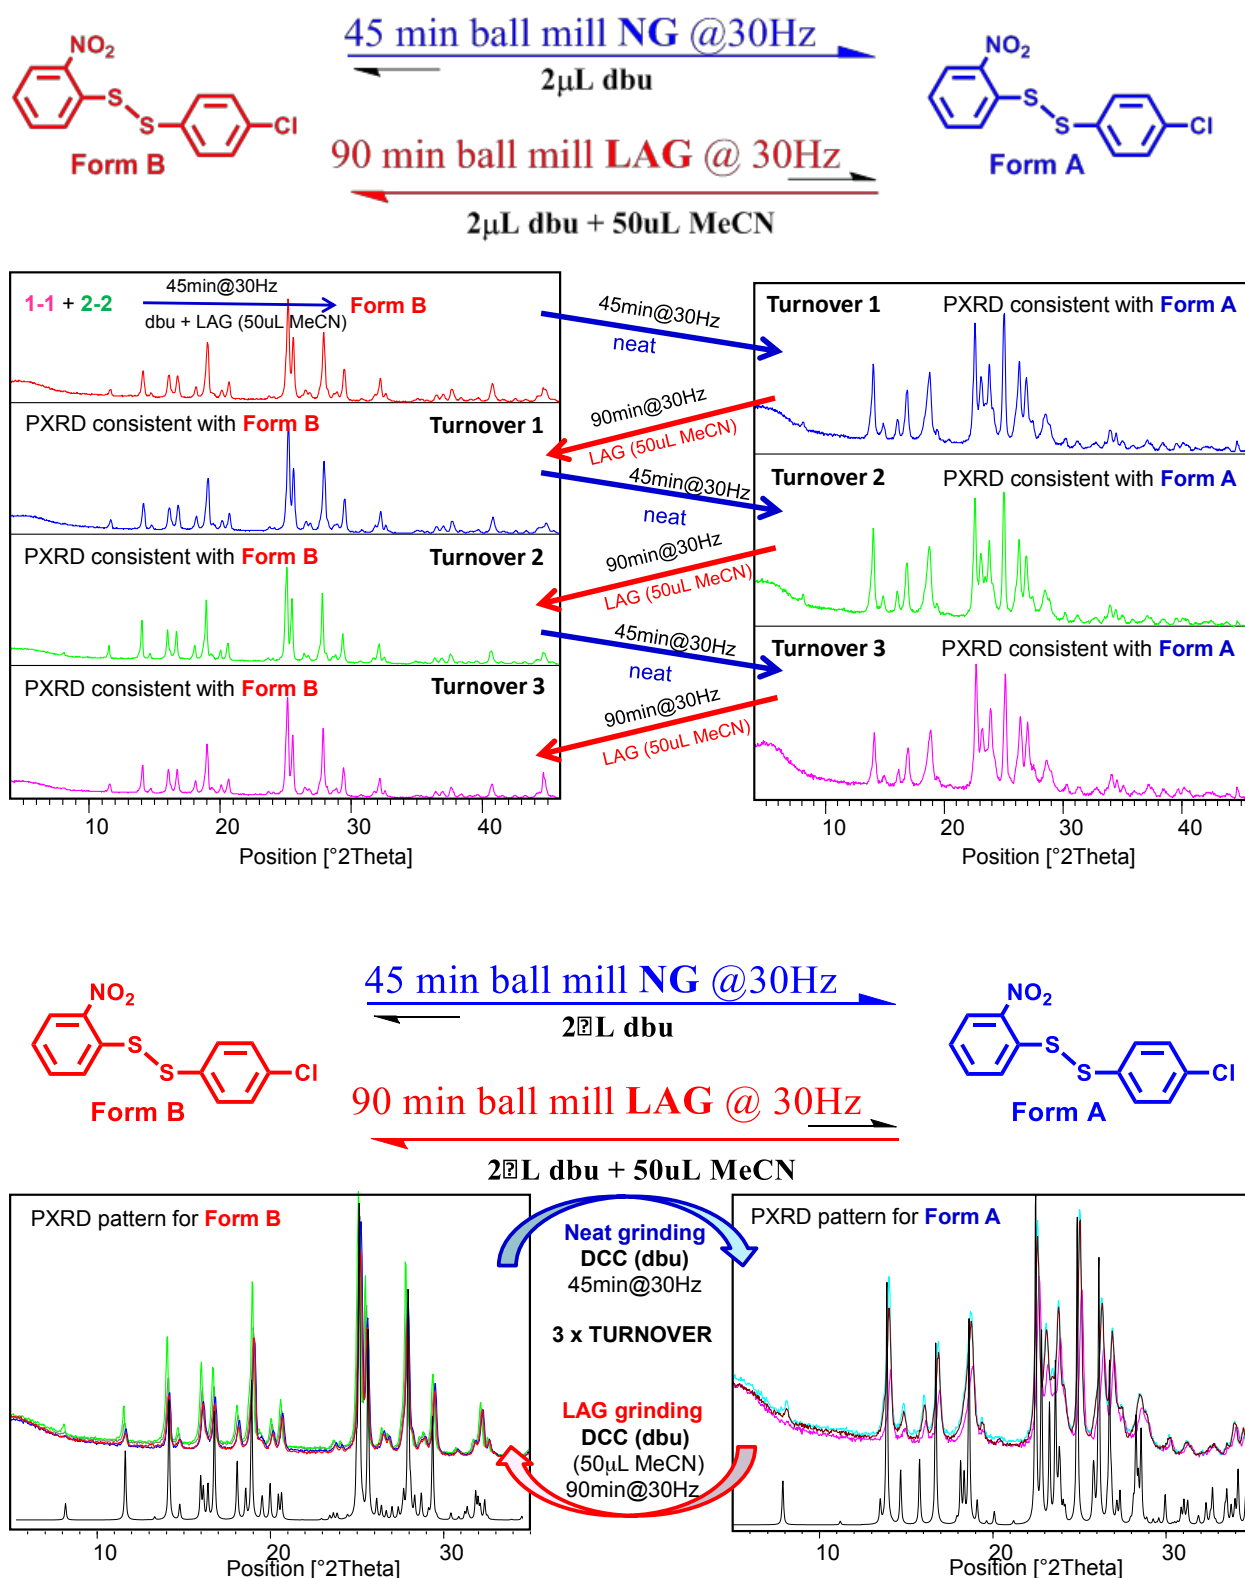 45 min ball mill NG @30Hz
2μL dbu
NO₂
S
S
Cl
Form B
NO₂
S
S
Cl
Form A
90 min ball mill LAG @ 30Hz
2μL dbu + 50uL MeCN
1-1 + 2-2
45min@30Hz
dbu + LAG (50uL MeCN)
Form B
PXRD consistent with Form B
Turnover 1
PXRD consistent with Form B
Turnover 2
PXRD consistent with Form B
Turnover 3
10 20 30 40
Position [°2Theta]
45min@30Hz
neat
90min@30Hz
LAG (50uL MeCN)
45min@30Hz
neat
90min@30Hz
LAG (50uL MeCN)
45min@30Hz
neat
90min@30Hz
LAG (50uL MeCN)
Turnover 1
PXRD consistent with Form A
Turnover 2
PXRD consistent with Form A
Turnover 3
PXRD consistent with Form A
10 20 30 40
Position [°2Theta]
45 min ball mill NG @30Hz
2�L dbu
NO₂
S
S
Cl
Form B
NO₂
S
S
Cl
Form A
90 min ball mill LAG @ 30Hz
2�L dbu + 50uL MeCN
PXRD pattern for Form B
10 20 30
Position [°2Theta]
Neat grinding
DCC (dbu)
45min@30Hz
3 x TURNOVER
LAG grinding
DCC (dbu)
(50μL MeCN)
90min@30Hz
PXRD pattern for Form A
10 20 30
Position [°2Theta]